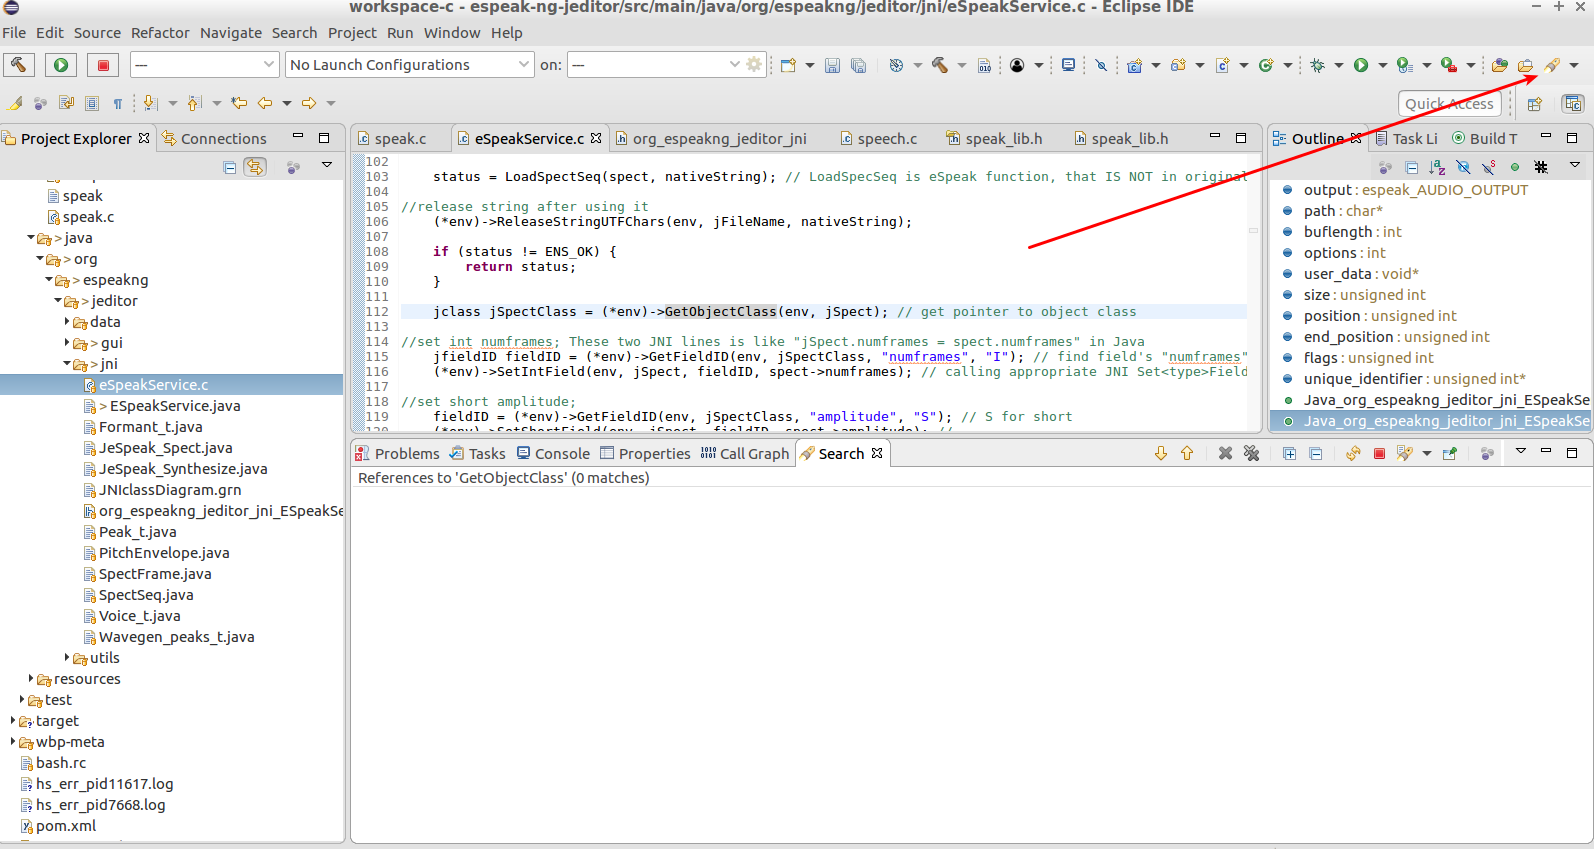 workspace-c - espeak-ng-jeditor/src/main/java/org/espeakng/jeditor/jni/eSpeakService.c - Eclipse IDE
File Edit Source Refactor Navigate Search Project Run Window Help
--- No Launch Configurations on: ---
Quick Access
Project Explorer Connections
speak
speak.c
> java
> org
> espeakng
> jeditor
data
> gui
> jni
eSpeakService.c
> ESpeakService.java
Formant_t.java
JeSpeak_Spect.java
JeSpeak_Synthesize.java
JNIclassDiagram.grn
org_espeakng_jeditor_jni_ESpeakSe
Peak_t.java
PitchEnvelope.java
SpectFrame.java
SpectSeq.java
Voice_t.java
Wavegen_peaks_t.java
utils
resources
test
target
wbp-meta
bash.rc
hs_err_pid11617.log
hs_err_pid7668.log
pom.xml
speak.c eSpeakService.c org_espeakng_jeditor_jni speech.c speak_lib.h speak_lib.h
102
103 status = LoadSpectSeq(spect, nativeString); // LoadSpecSeq is eSpeak function, that IS NOT in original
104
105 //release string after using it
106 (*env)->ReleaseStringUTFChars(env, jFileName, nativeString);
107
108 if (status != ENS_OK) {
109 return status;
110 }
111
112 jclass jSpectClass = (*env)->GetObjectClass(env, jSpect); // get pointer to object class
113
114 //set int numframes; These two JNI lines is like "jSpect.numframes = spect.numframes" in Java
115 jfieldID fieldID = (*env)->GetFieldID(env, jSpectClass, "numframes", "I"); // find field's "numframes"
116 (*env)->SetIntField(env, jSpect, fieldID, spect->numframes); // calling appropriate JNI Set<type>Field
117
118 //set short amplitude;
119 fieldID = (*env)->GetFieldID(env, jSpectClass, "amplitude", "S"); // S for short
120 (*env)->SetShortField(env, jSpect, fieldID, spect->amplitude); //
Outline Task Li Build T
output : espeak_AUDIO_OUTPUT
path : char*
buflength : int
options : int
user_data : void*
size : unsigned int
position : unsigned int
end_position : unsigned int
flags : unsigned int
unique_identifier : unsigned int*
Java_org_espeakng_jeditor_jni_ESpeakSe
Java_org_espeakng_jeditor_jni_ESpeakSe
Problems Tasks Console Properties Call Graph Search
References to 'GetObjectClass' (0 matches)